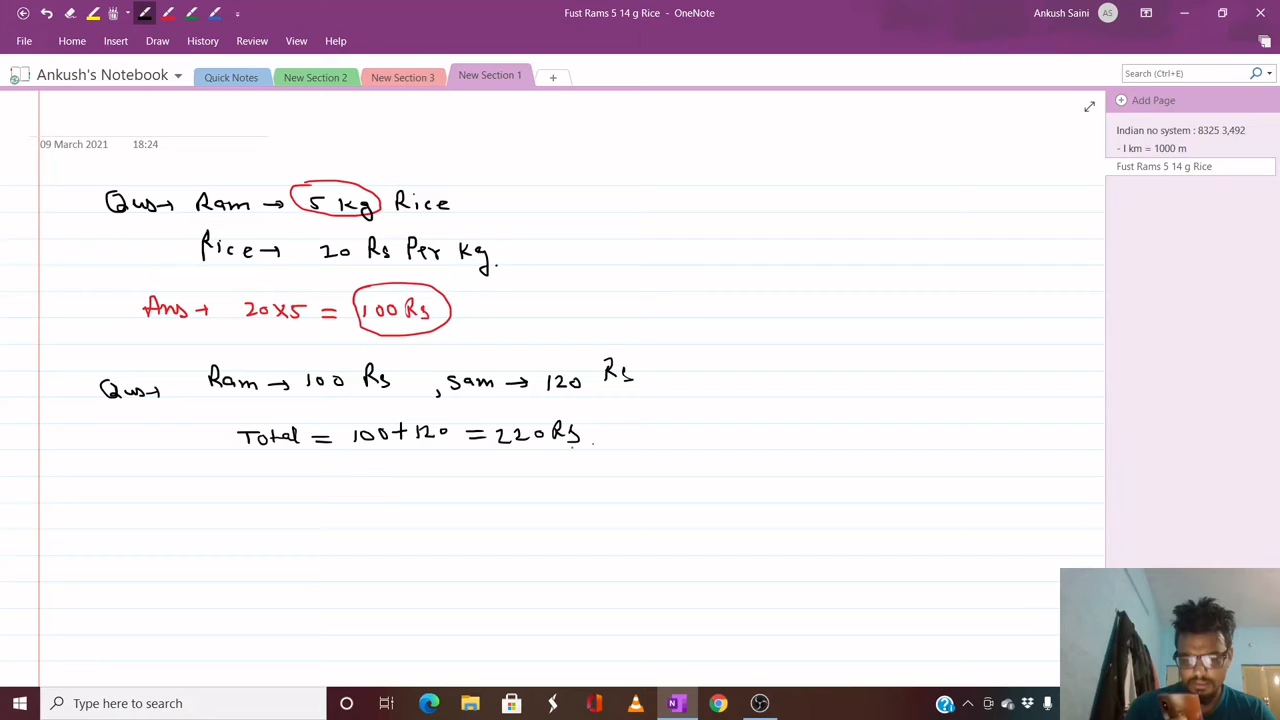 Fust Rams 5 14 g Rice - OneNote
Ankush Saini AS
File Home Insert Draw History Review View Help
Ankush's Notebook Quick Notes New Section 2 New Section 3 New Section 1
Search (Ctrl+E)
Add Page
Indian no system : 8325 3,492
- I km = 1000 m
Fust Rams 5 14 g Rice
09 March 2021 18:24
Qus→ Ram → 5 kg Rice
Rice → 20 Rs Per Kg.
Ans → 20×5 = 100 Rs
Qus→ Ram → 100 Rs , Sam → 120 Rs
Total = 100+120 = 220 Rs.
Type here to search